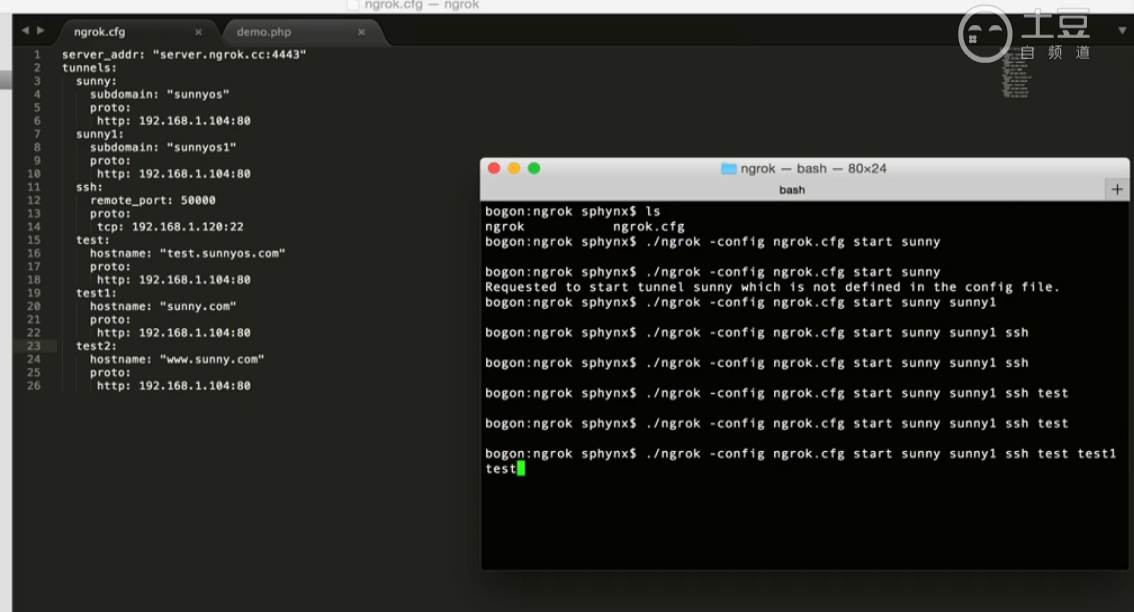 ngrok.cfg — ngrok
ngrok.cfg ×
demo.php ×
土豆
自频道
1 server_addr: "server.ngrok.cc:4443"
2 tunnels:
3 sunny:
4 subdomain: "sunnyos"
5 proto:
6 http: 192.168.1.104:80
7 sunny1:
8 subdomain: "sunnyos1"
9 proto:
10 http: 192.168.1.104:80
11 ssh:
12 remote_port: 50000
13 proto:
14 tcp: 192.168.1.120:22
15 test:
16 hostname: "test.sunnyos.com"
17 proto:
18 http: 192.168.1.104:80
19 test1:
20 hostname: "sunny.com"
21 proto:
22 http: 192.168.1.104:80
23 test2:
24 hostname: "www.sunny.com"
25 proto:
26 http: 192.168.1.104:80
ngrok — bash — 80×24
bash
+
bogon:ngrok sphynx$ ls
ngrok ngrok.cfg
bogon:ngrok sphynx$ ./ngrok -config ngrok.cfg start sunny
bogon:ngrok sphynx$ ./ngrok -config ngrok.cfg start sunny
Requested to start tunnel sunny which is not defined in the config file.
bogon:ngrok sphynx$ ./ngrok -config ngrok.cfg start sunny sunny1
bogon:ngrok sphynx$ ./ngrok -config ngrok.cfg start sunny sunny1 ssh
bogon:ngrok sphynx$ ./ngrok -config ngrok.cfg start sunny sunny1 ssh
bogon:ngrok sphynx$ ./ngrok -config ngrok.cfg start sunny sunny1 ssh test
bogon:ngrok sphynx$ ./ngrok -config ngrok.cfg start sunny sunny1 ssh test
bogon:ngrok sphynx$ ./ngrok -config ngrok.cfg start sunny sunny1 ssh test test1
test